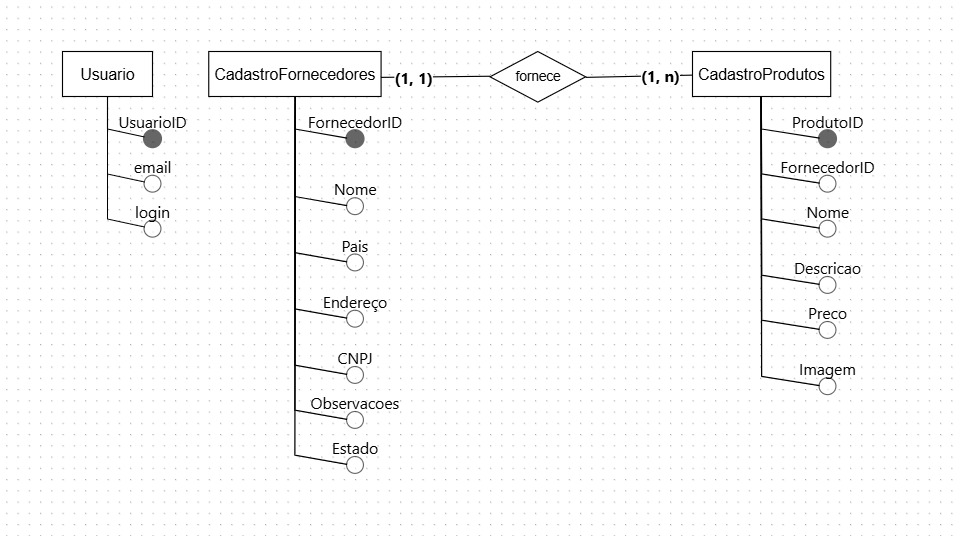 Usuario
UsuarioID
email
login
CadastroFornecedores
FornecedorID
Nome
Pais
Endereço
CNPJ
Observacoes
Estado
(1, 1)
fornece
(1, n)
CadastroProdutos
ProdutoID
FornecedorID
Nome
Descricao
Preco
Imagem